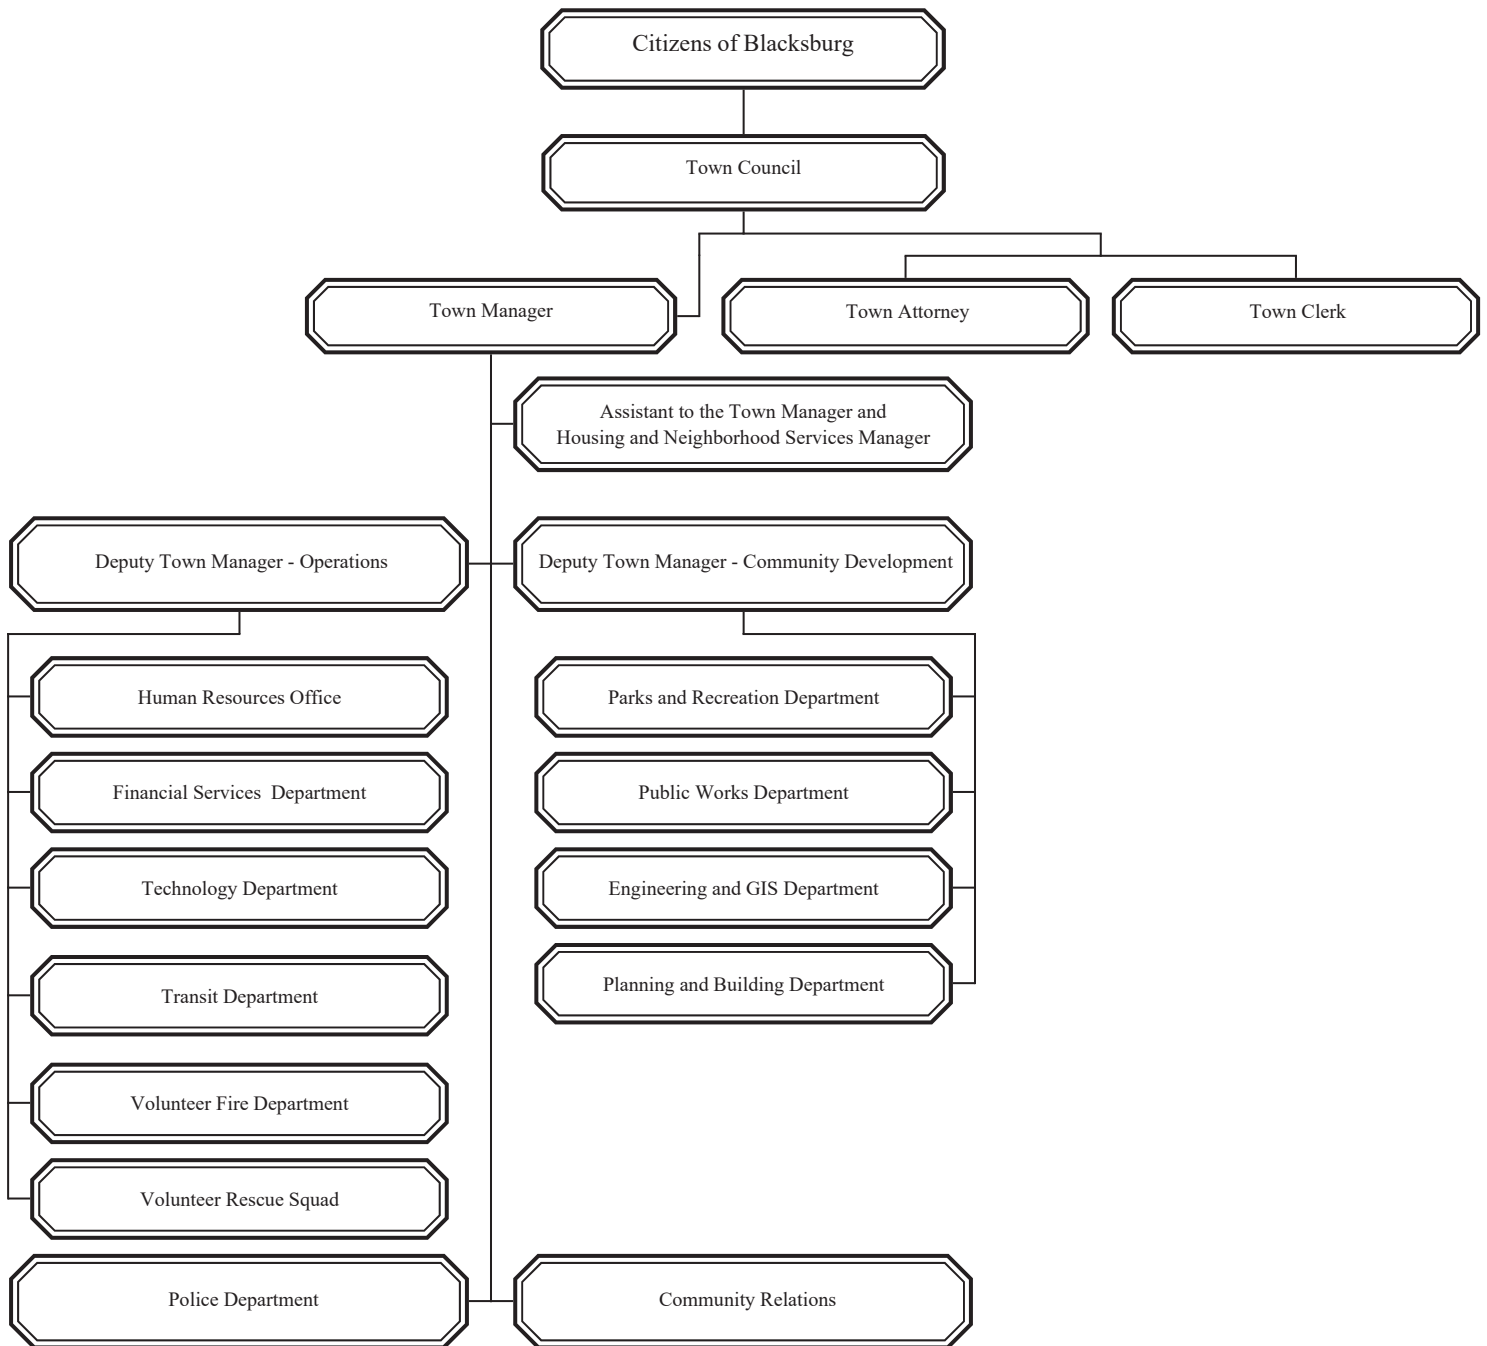 Citizens of Blacksburg
Town Council
Town Manager
Town Attorney
Town Clerk
Assistant to the Town Manager and
Housing and Neighborhood Services Manager
Deputy Town Manager - Operations
Deputy Town Manager - Community Development
Human Resources Office
Financial Services  Department
Technology Department
Transit Department
Volunteer Fire Department
Volunteer Rescue Squad
Parks and Recreation Department
Public Works Department
Engineering and GIS Department
Planning and Building Department
Police Department
Community Relations